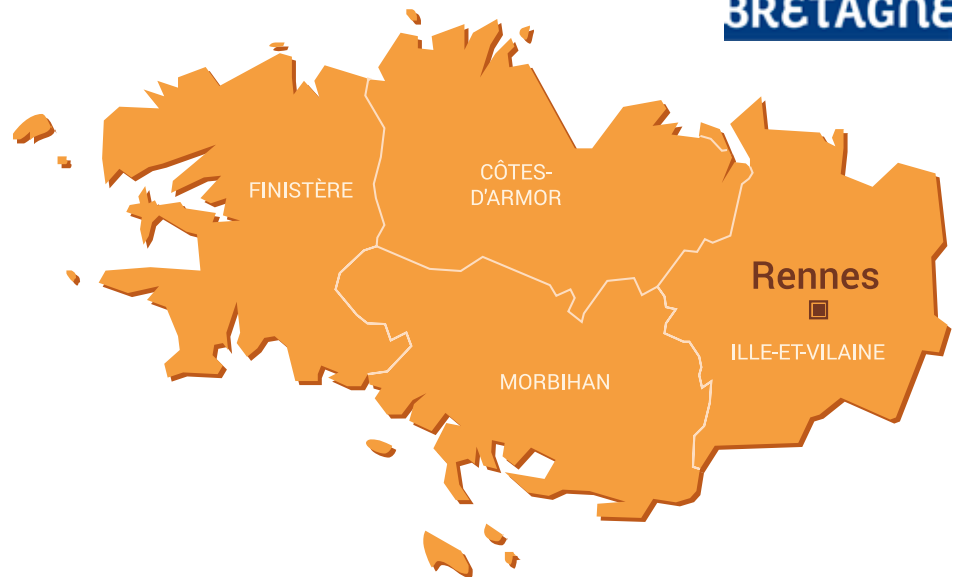 BRETAGNE
CÔTES-
D'ARMOR
FINISTÈRE
Rennes
ILLE-ET-VILAINE
MORBIHAN